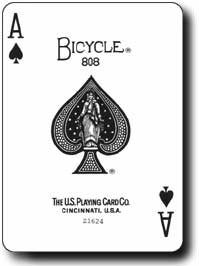 A
BICYCLE®
808
THE U.S. PLAYING CARD CO.
CINCINNATI, U.S.A.
21624
A